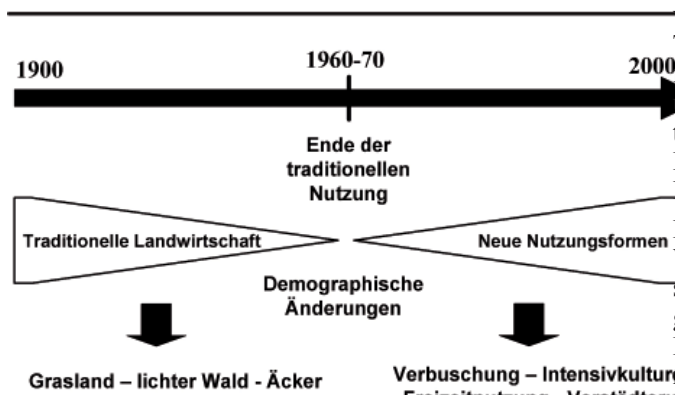 1900 1960-70 2000
Ende der
traditionellen
Nutzung
Traditionelle Landwirtschaft Neue Nutzungsformen
Demographische
Änderungen
Grasland – lichter Wald - Äcker Verbuschung –